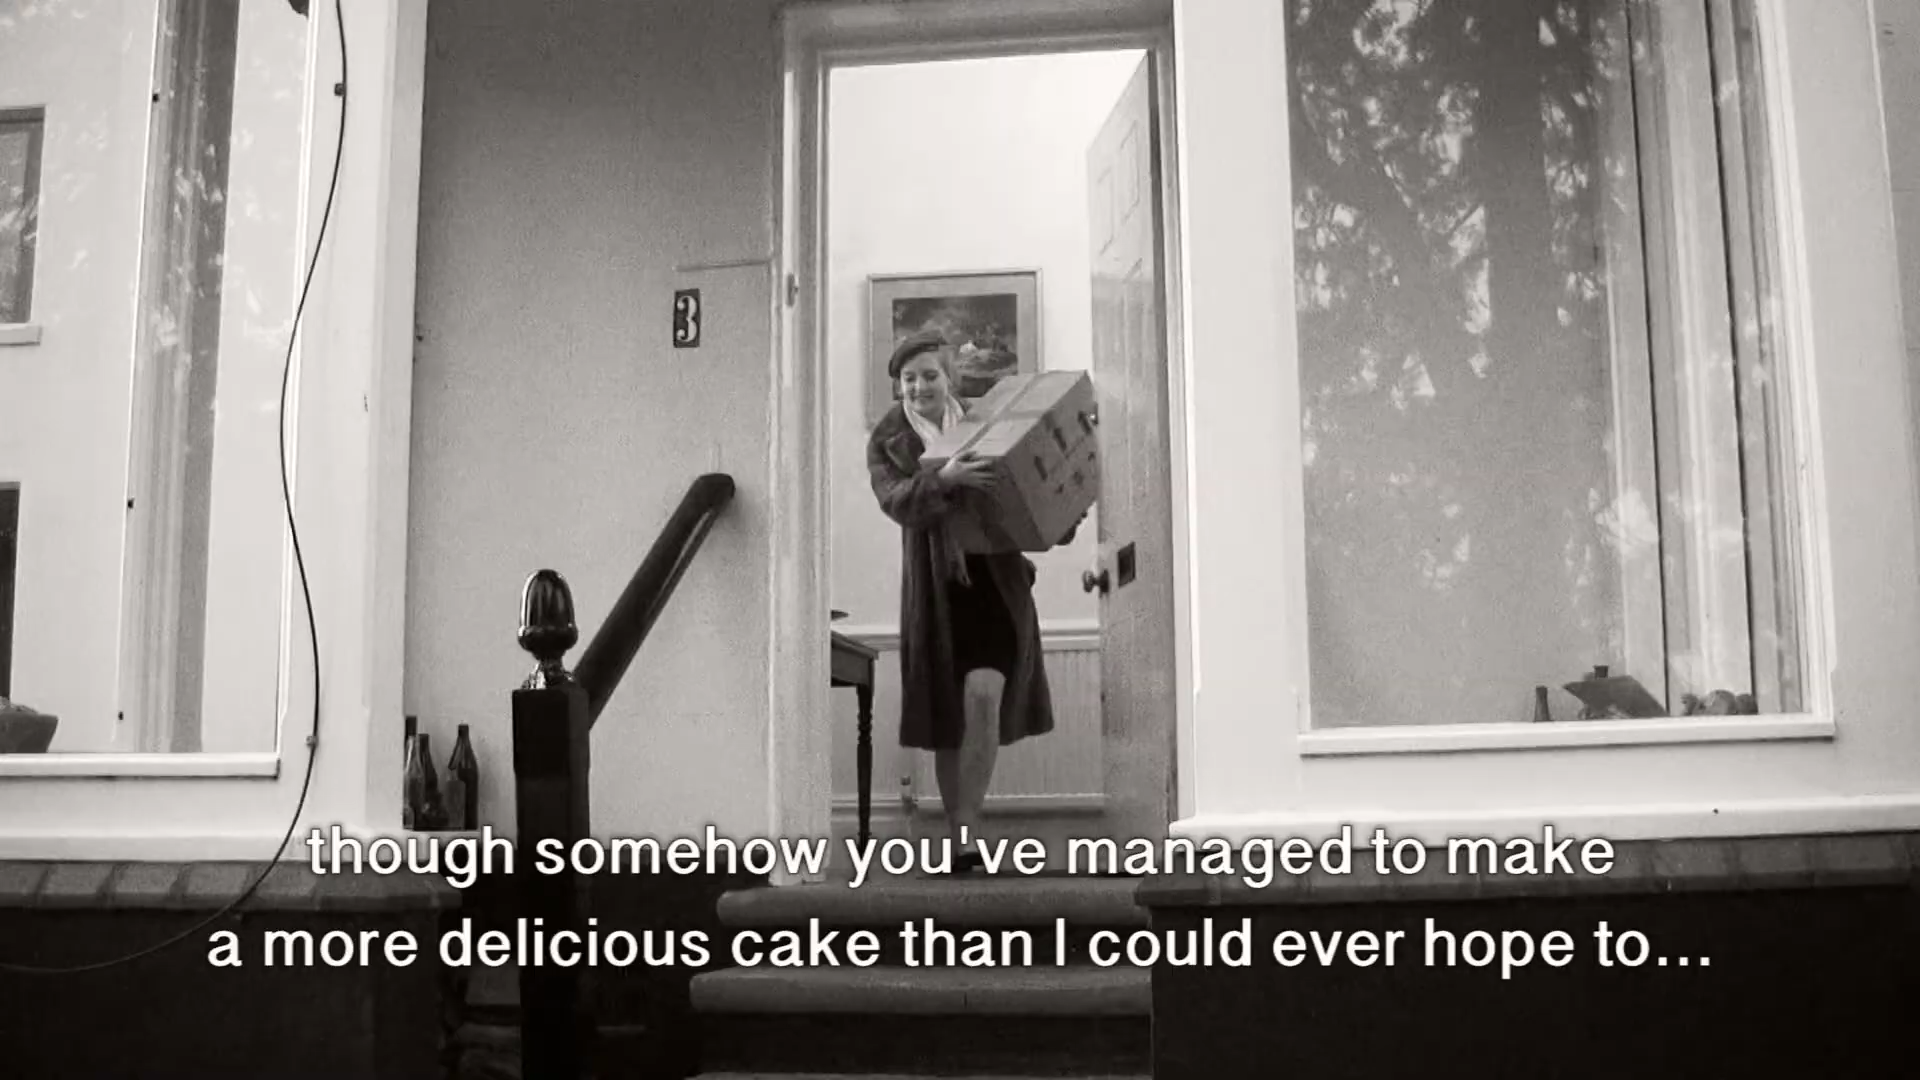 3
though somehow you've managed to make
a more delicious cake than I could ever hope to...